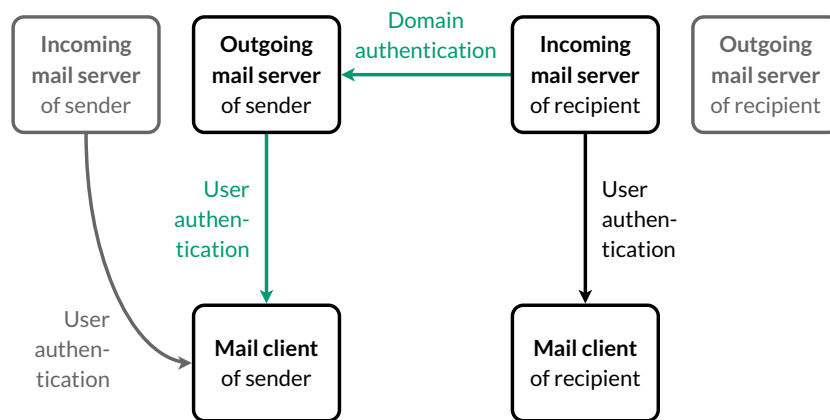 Domain
authentication
Incoming
mail server
of sender
Outgoing
mail server
of sender
Incoming
mail server
of recipient
Outgoing
mail server
of recipient
User
authen-
tication
User
authen-
tication
User
authen-
tication
Mail client
of sender
Mail client
of recipient